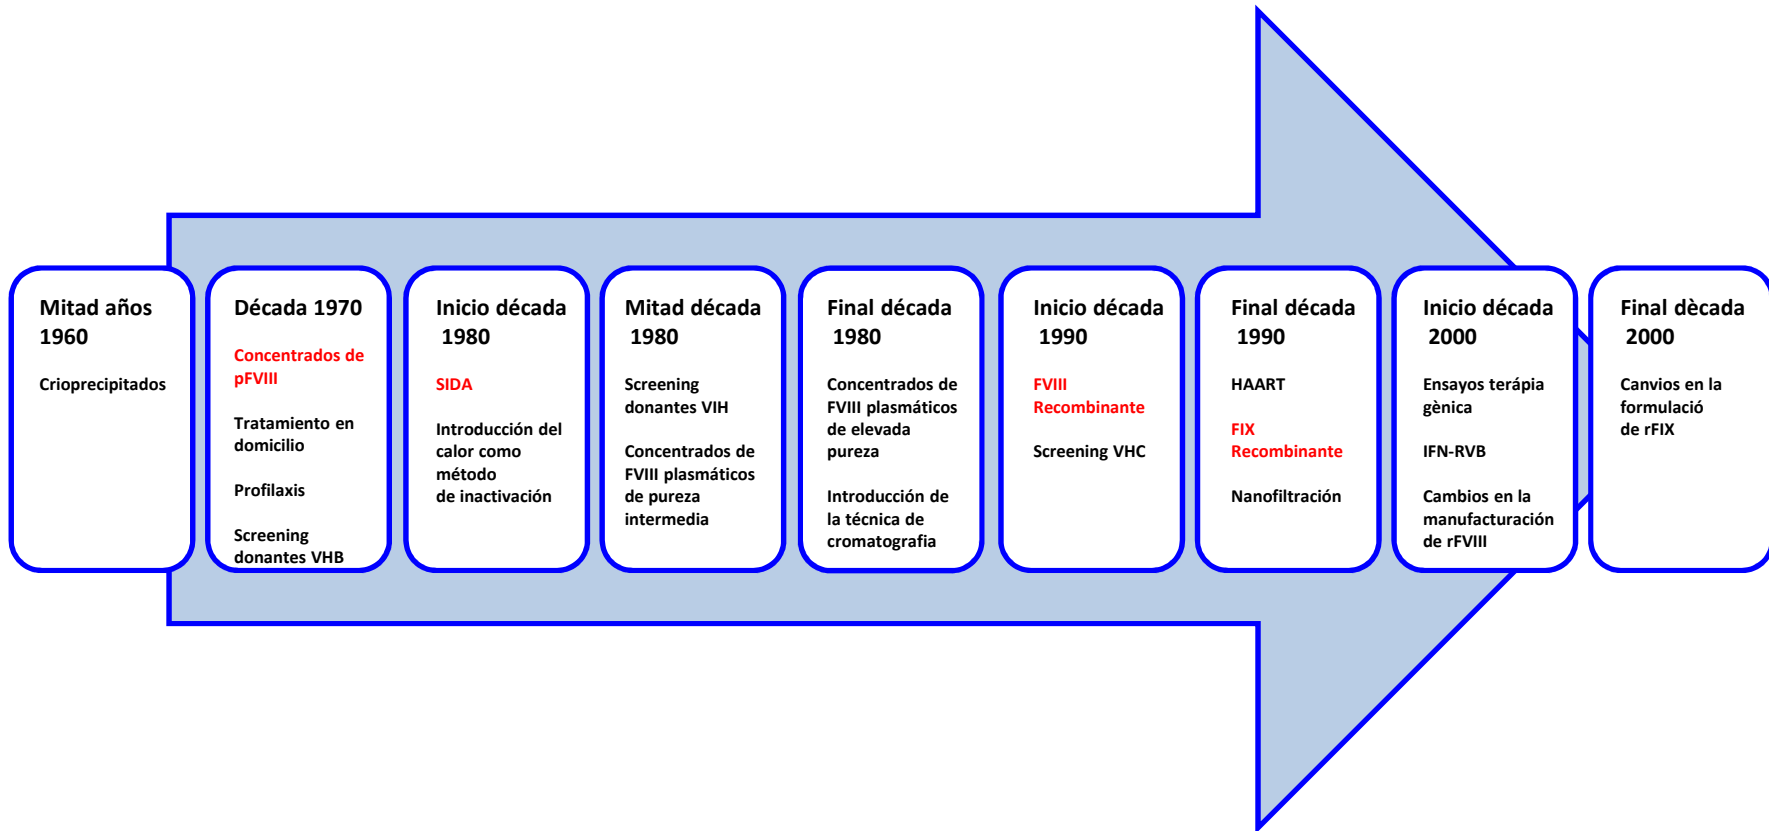 Mitad años
1960
Crioprecipitados
Década 1970
Concentrados de
pFVIII
Tratamiento en
domicilio
Profilaxis
Screening
donantes VHB
Inicio década
1980
SIDA
Introducción del
calor como
método
de inactivación
Mitad década
1980
Screening
donantes VIH
Concentrados de
FVIII plasmáticos
de pureza
intermedia
Final década
1980
Concentrados de
FVIII plasmáticos
de elevada
pureza
Introducción de
la técnica de
cromatografia
Inicio década
1990
FVIII
Recombinante
Screening VHC
Final década
1990
HAART
FIX
Recombinante
Nanofiltración
Inicio década
2000
Ensayos terápia
gènica
IFN-RVB
Cambios en la
manufacturación
de rFVIII
Final dècada
2000
Canvios en la
formulació
de rFIX